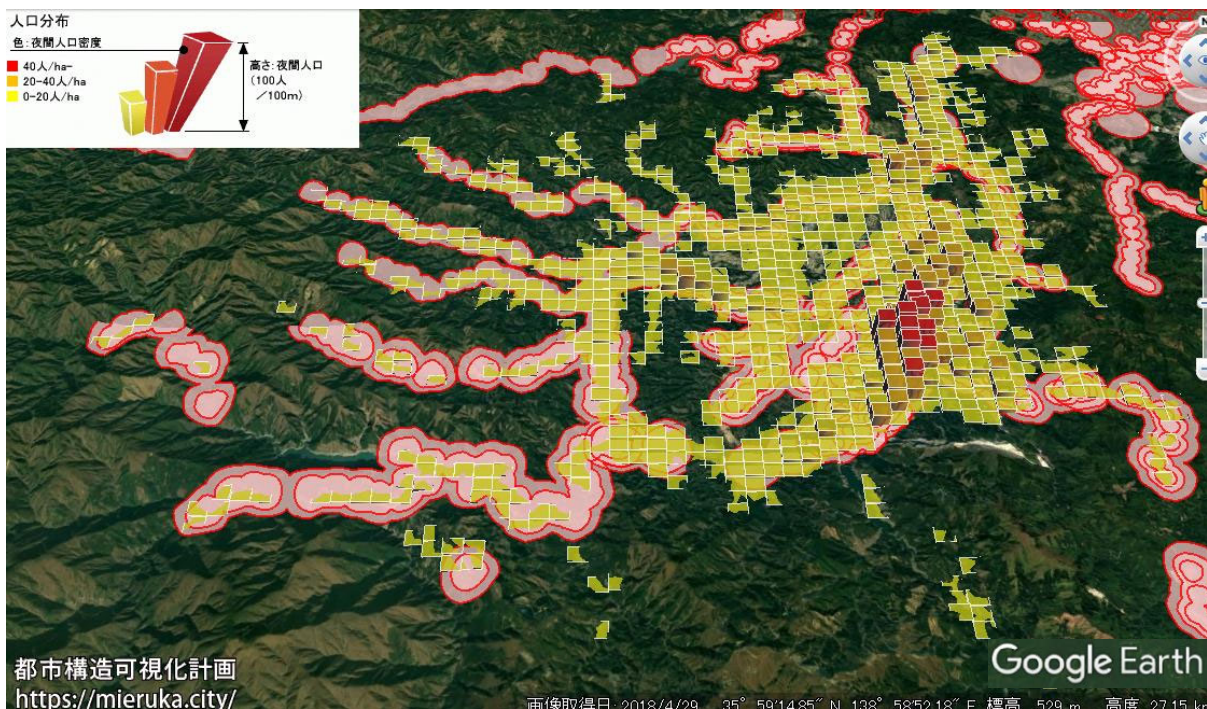 人口分布
色:夜間人口密度
40人/ha-
20-40人/ha
0-20人/ha
高さ:夜間人口
(100人
/100m)
N
都市構造可視化計画
https://mieruka.city/
Google Earth
画像取得日: 2018/4/29 35° 59'14.85" N 138° 58'52.18" E 標高 529 m 高度 27.15 km